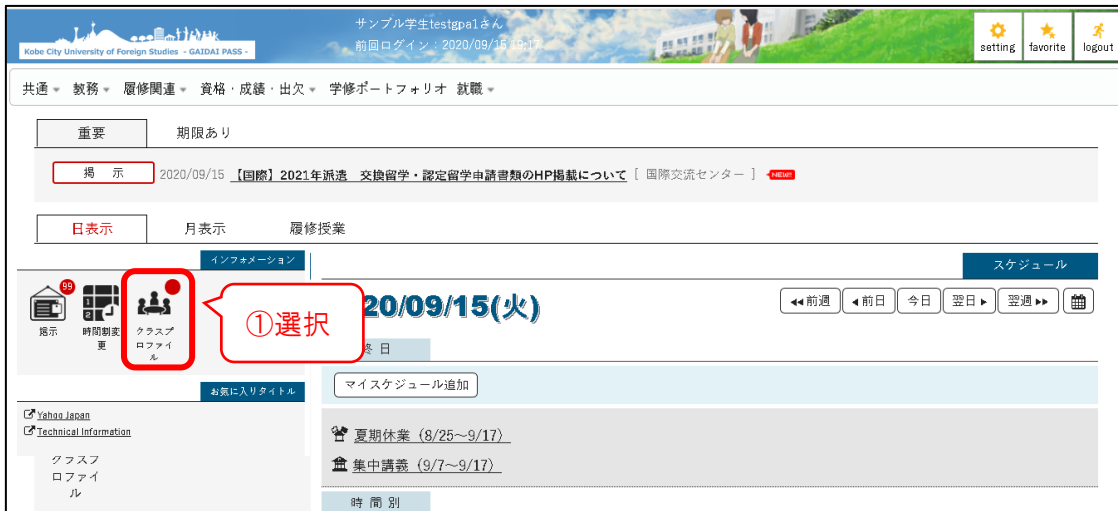 サンプル学生testgpa1さん
前回ログイン：2020/09/15 19:17
Kobe City University of Foreign Studies - GAIDAI PASS -
setting favorite logout
共通 教務 履修関連 資格・成績・出欠 学修ポートフォリオ 就職
重要 期限あり
掲 示 2020/09/15 【国際】2021年派遣 交換留学・認定留学申請書類のHP掲載について [ 国際交流センター ] NEW!!
日表示 月表示 履修授業
インフォメーション
スケジュール
99
掲示 時間割変更 クラスプロファイル
①選択
20/09/15(火)
前週 前日 今日 翌日 翌週
終日
お気に入りタイトル
マイスケジュール追加
Yahoo Japan
Technical Information
夏期休業（8/25～9/17）
集中講義（9/7～9/17）
クラスプ
ロファイ
ル
時間別